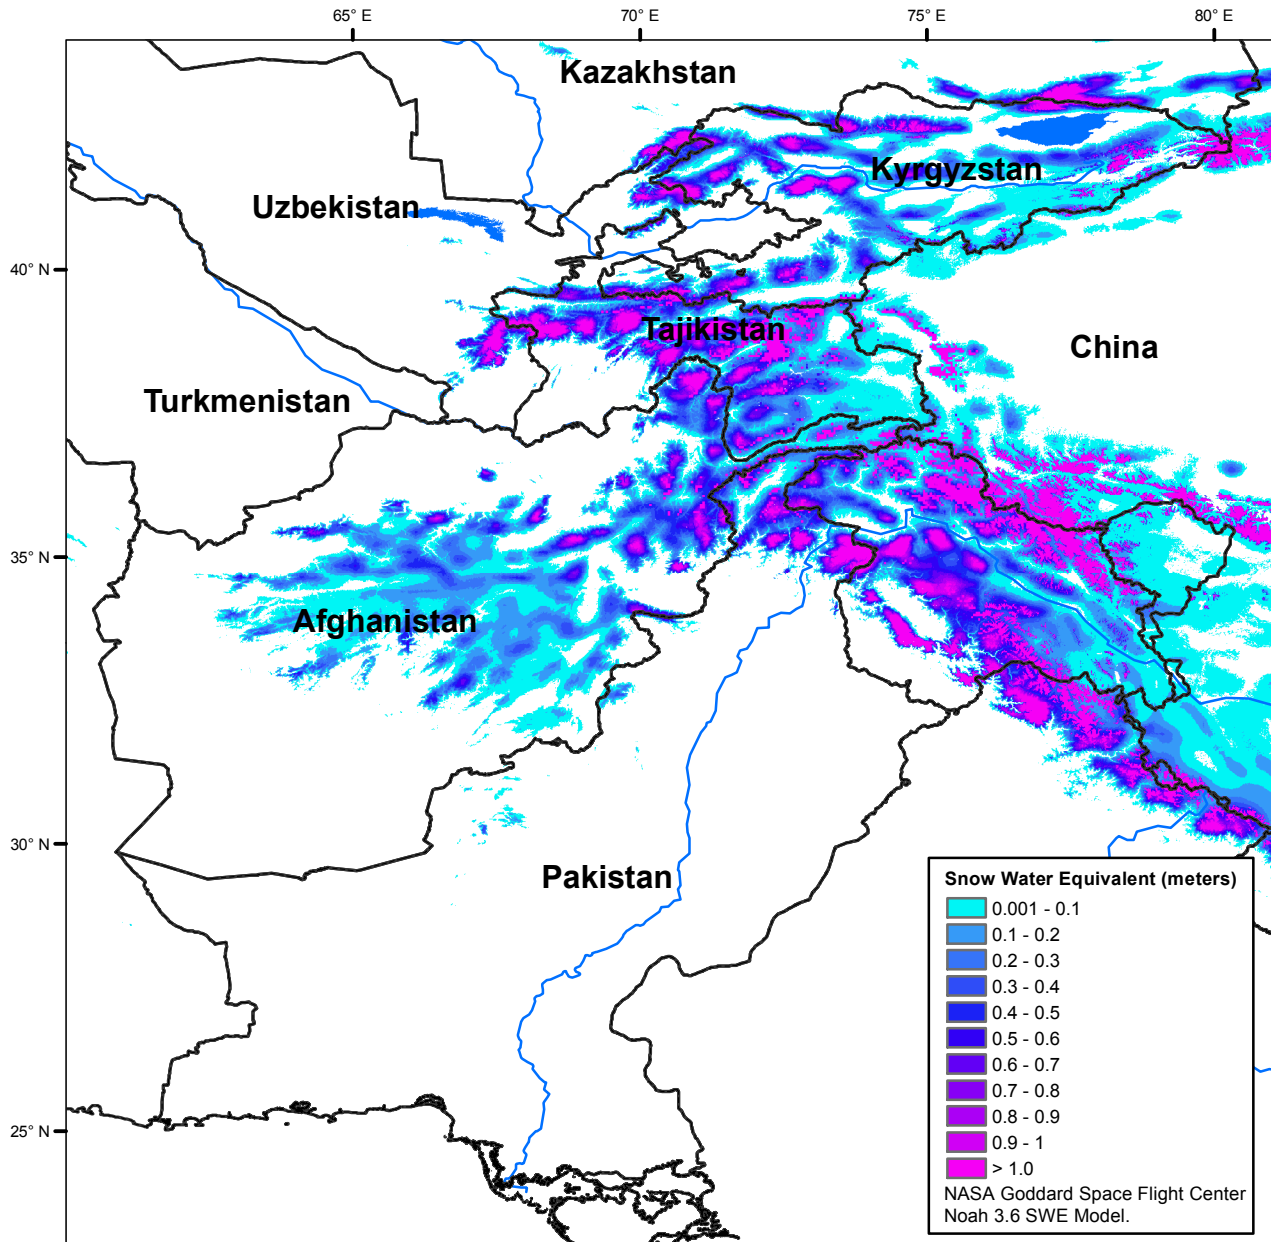 65° E
70° E
75° E
80° E
Kazakhstan
Kyrgyzstan
Uzbekistan
40° N
Tajikistan
China
Turkmenistan
35° N
Afghanistan
30° N
Pakistan
25° N
Snow Water Equivalent (meters)
0.001 - 0.1
0.1 - 0.2
0.2 - 0.3
0.3 - 0.4
0.4 - 0.5
0.5 - 0.6
0.6 - 0.7
0.7 - 0.8
0.8 - 0.9
0.9 - 1
> 1.0
NASA Goddard Space Flight Center
Noah 3.6 SWE Model.